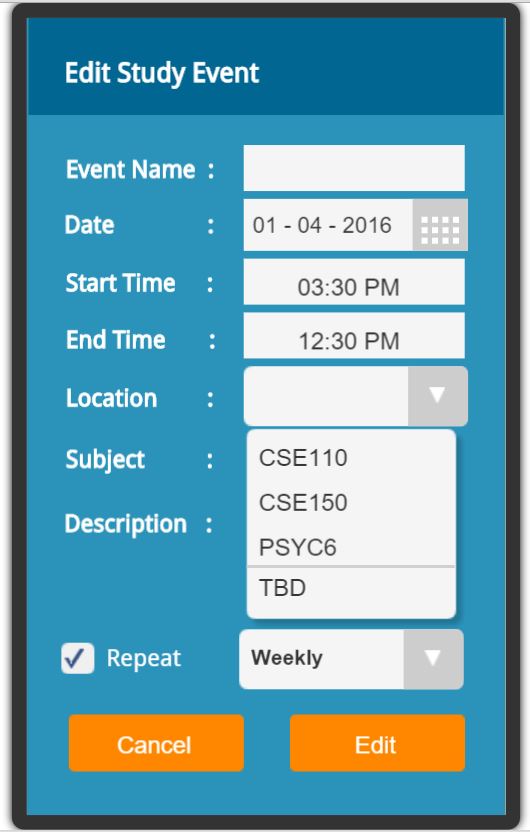 Edit Study Event
Event Name :
Date : 01 - 04 - 2016
Start Time : 03:30 PM
End Time : 12:30 PM
Location :
Subject : CSE110
CSE150
Description : PSYC6
TBD
Repeat Weekly
Cancel Edit